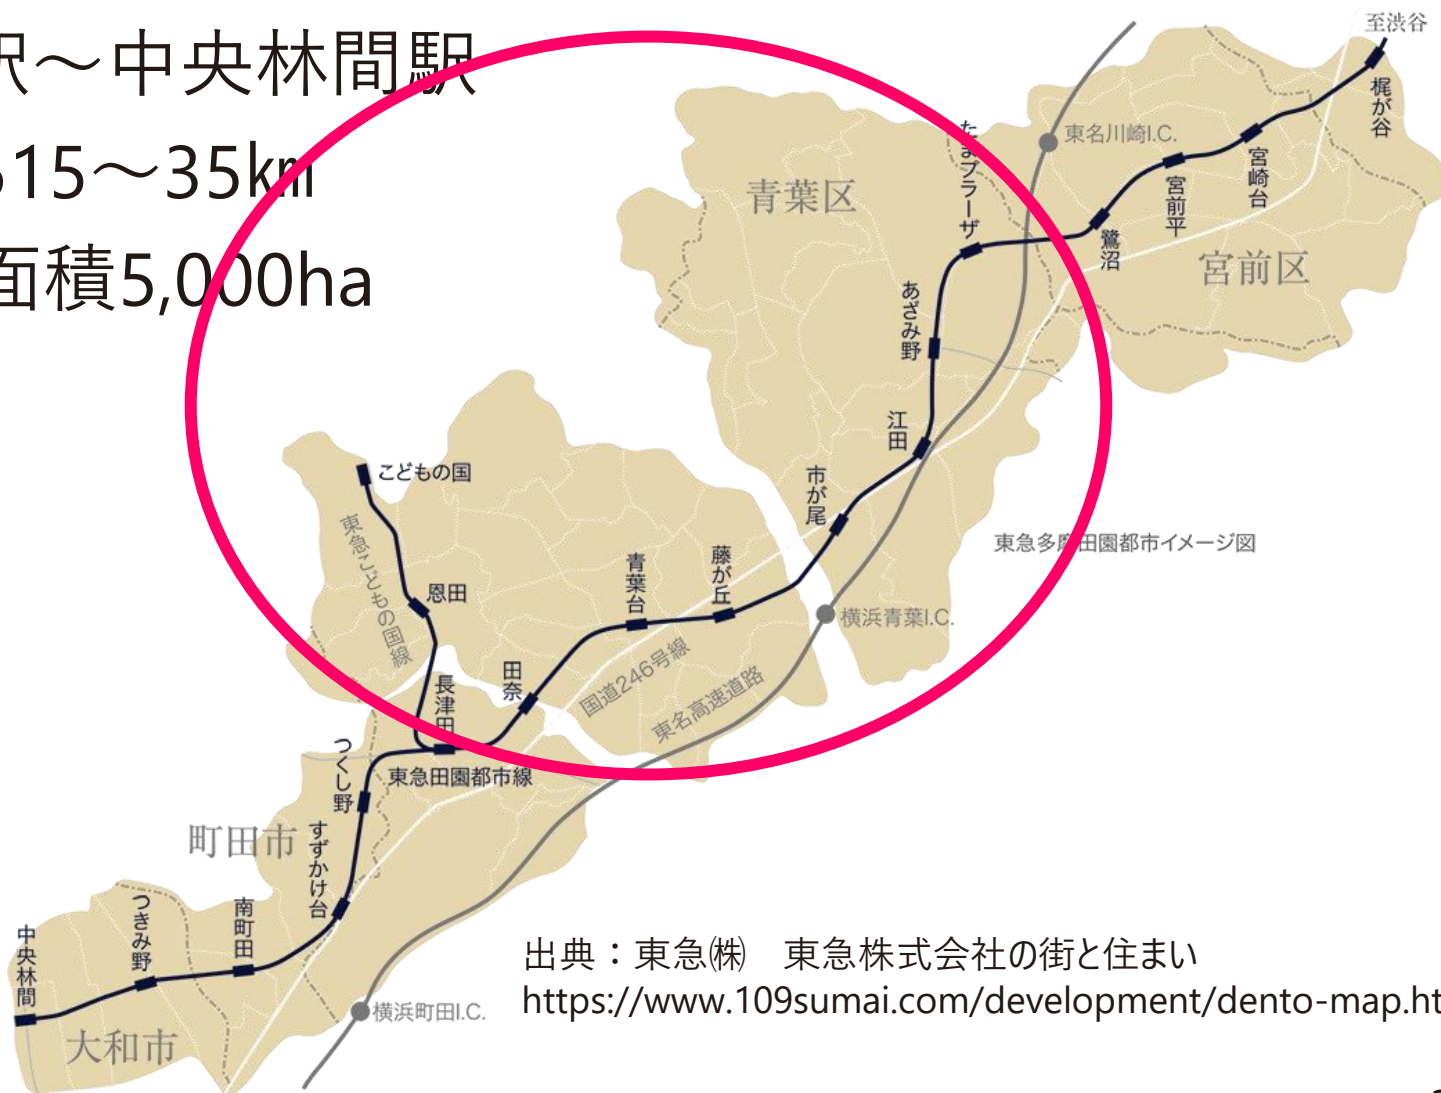 駅～中央林間駅
15～35㎞
面積5,000ha
至渋谷
梶が谷
宮崎台
宮前平
鷺沼
東名川崎I.C.
宮前区
たまプラーザ
青葉区
あざみ野
江田
市が尾
東急多摩田園都市イメージ図
横浜青葉I.C.
藤が丘
青葉台
国道246号線
東名高速道路
田奈
こどもの国
東急こどもの国線
恩田
長津田
東急田園都市線
つくし野
町田市
すずかけ台
南町田
つきみ野
中央林間
大和市
横浜町田I.C.
出典：東急㈱　東急株式会社の街と住まい
https://www.109sumai.com/development/dento-map.ht